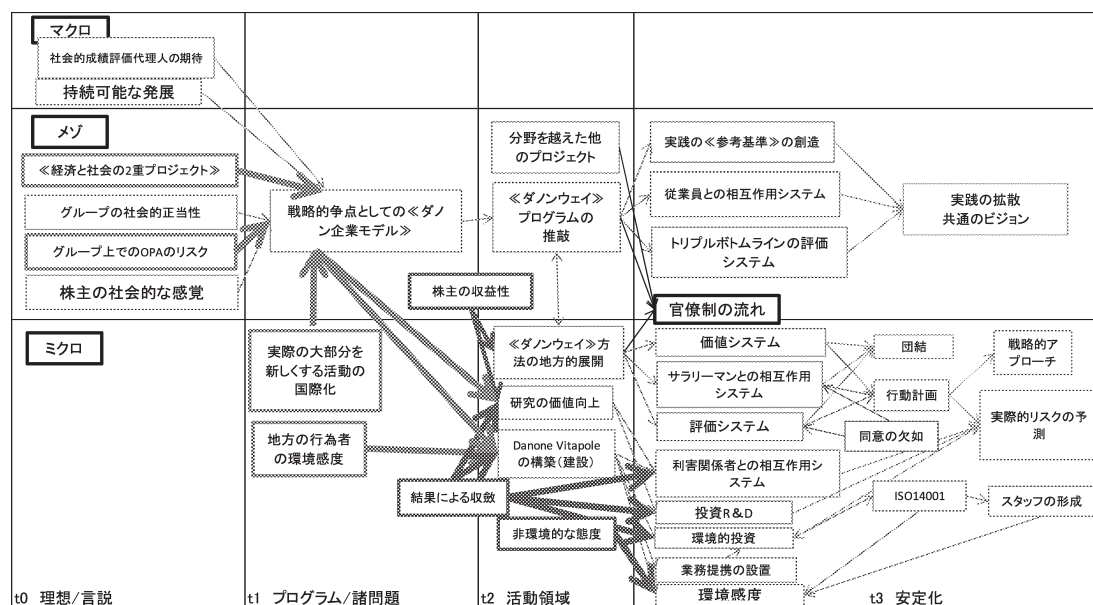 マクロ
社会的成績評価代理人の期待
持続可能な発展
メゾ
≪経済と社会の2重プロジェクト≫
グループの社会的正当性
グループ上でのOPAのリスク
株主の社会的な感覚
戦略的争点としての≪ダノ
ン企業モデル≫
分野を越えた他
のプロジェクト
≪ダノンウェイ≫
プログラムの
推敲
実践の≪参考基準≫の創造
従業員との相互作用システム
トリプルボトムラインの評価
システム
実践の拡散
共通のビジョン
株主の収益性
官僚制の流れ
ミクロ
実際の大部分を
新しくする活動の
国際化
地方の行為者
の環境感度
≪ダノンウェイ≫方
法の地方的展開
研究の価値向上
Danone Vitapole
の構築(建設)
結果による収斂
非環境的な態度
価値システム
サラリーマンとの相互作用
システム
評価システム
利害関係者との相互作用シ
ステム
投資R&D
環境的投資
業務提携の設置
環境感度
団結
行動計画
同意の欠如
ISO14001
戦略的ア
プローチ
実際的リスクの予
測
スタッフの形成
t0 理想/言説
t1 プログラム/諸問題
t2 活動領域
t3 安定化